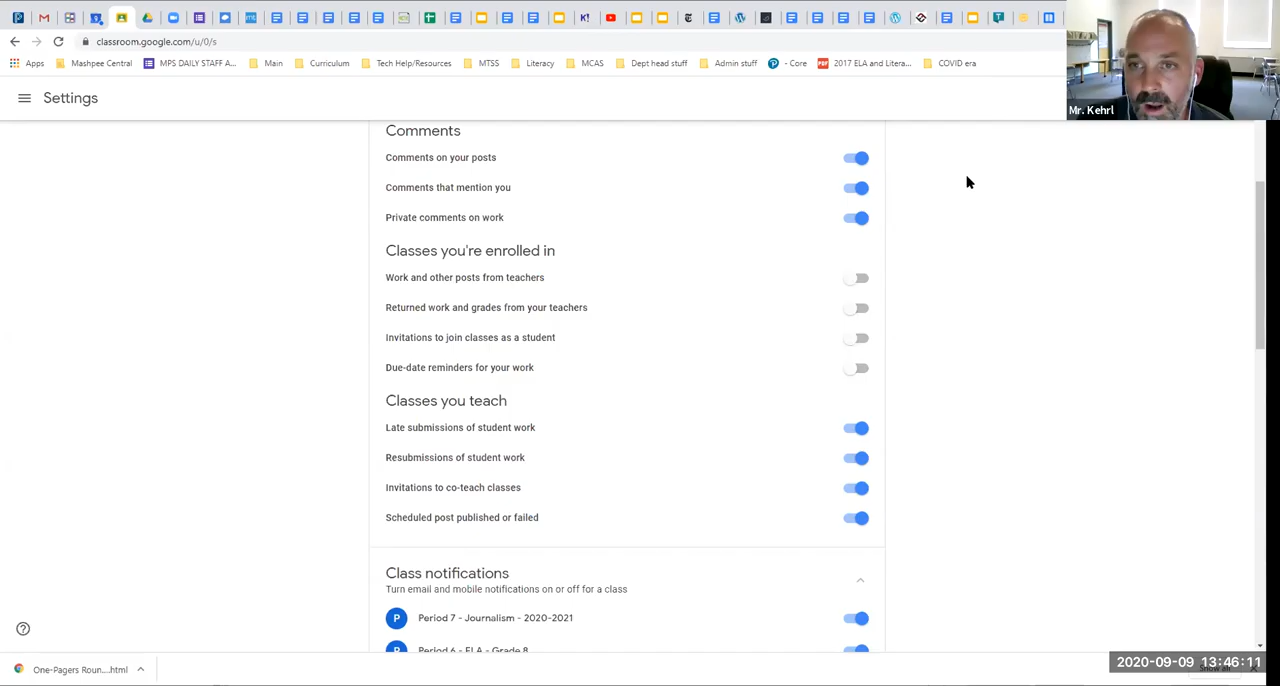 classroom.google.com/u/0/s
Apps Mashpee Central MPS DAILY STAFF A... Main Curriculum Tech Help/Resources MTSS Literacy MCAS Dept head stuff Admin stuff - Core 2017 ELA and Litera... COVID era
Settings
Mr. Kehrl
Comments
Comments on your posts
Comments that mention you
Private comments on work
Classes you're enrolled in
Work and other posts from teachers
Returned work and grades from your teachers
Invitations to join classes as a student
Due-date reminders for your work
Classes you teach
Late submissions of student work
Resubmissions of student work
Invitations to co-teach classes
Scheduled post published or failed
Class notifications
Turn email and mobile notifications on or off for a class
P Period 7 - Journalism - 2020-2021
P Period 6 - ELA - Grade 8
One-Pagers Roun....html
2020-09-09 13:46:11